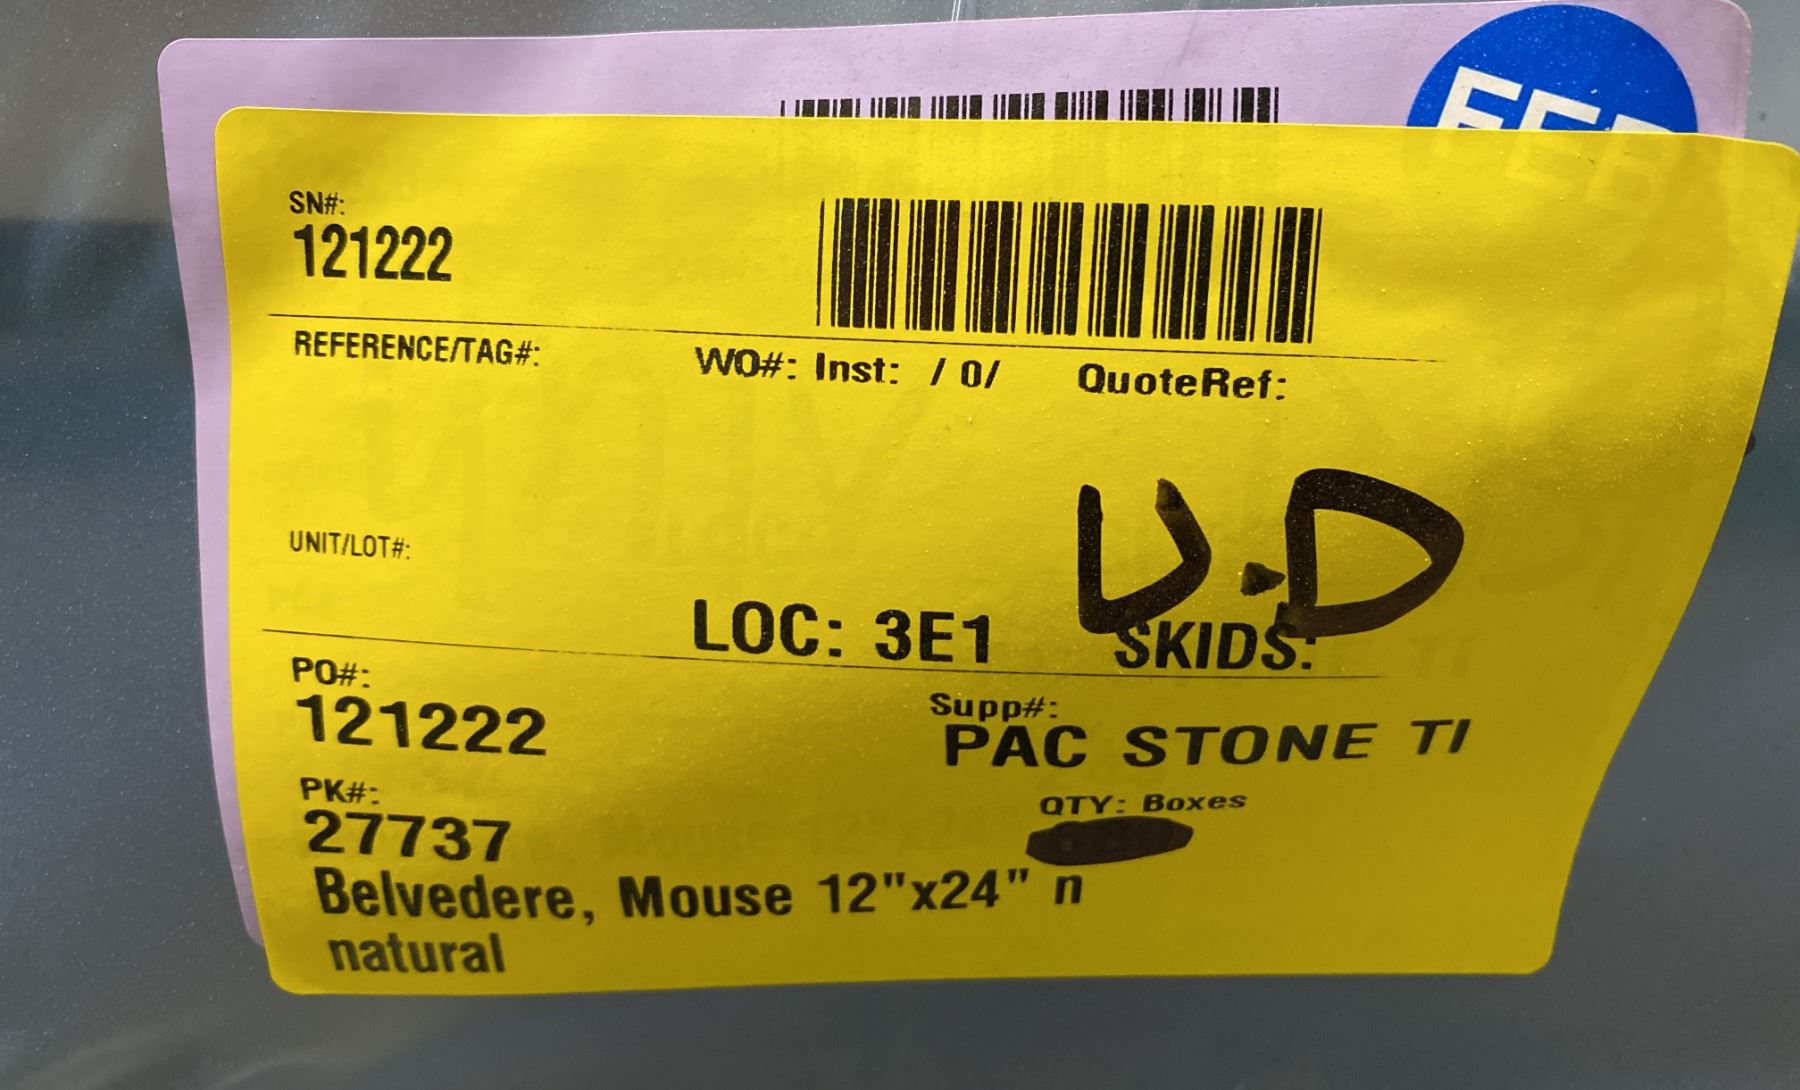 FEB
SN#:
121222
REFERENCE/TAG#:
WO#: Inst: / 0/ QuoteRef:
U.D
UNIT/LOT#:
LOC: 3E1 SKIDS:
PO#:
121222
Supp#:
PAC STONE TI
PK#:
27737
QTY: Boxes
Belvedere, Mouse 12"x24" n
natural